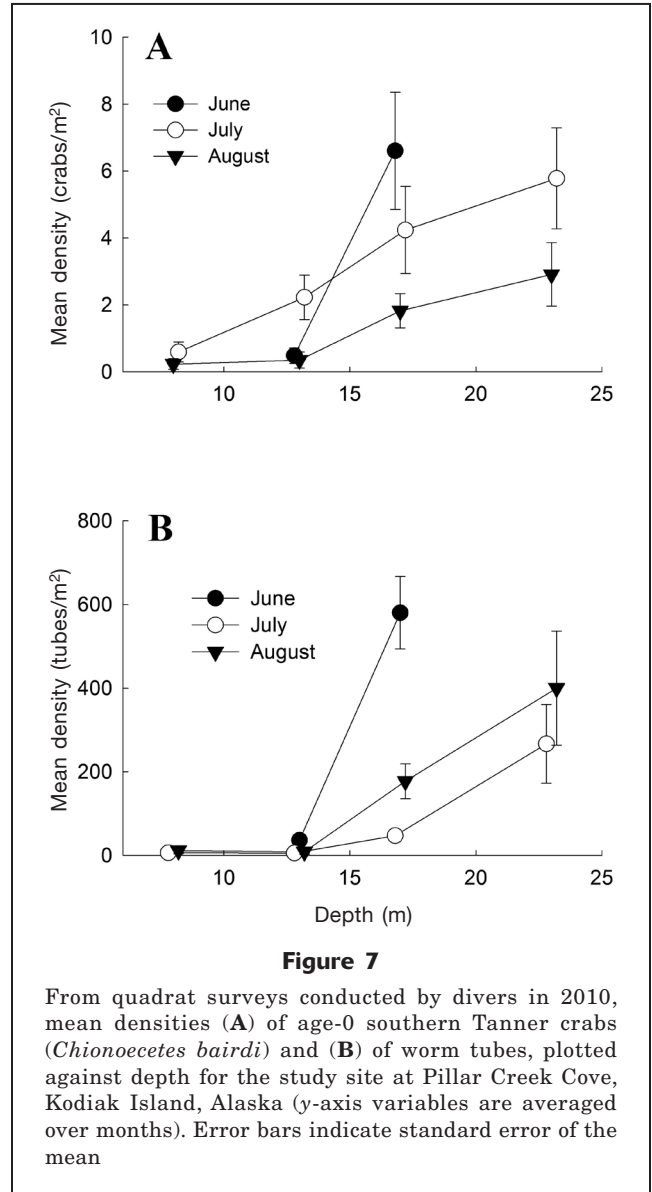 A
10
8
6
4
2
0
Mean density (crabs/m²)
June
July
August
10
15
20
25
B
800
600
400
200
0
Mean density (tubes/m²)
June
July
August
10
15
20
25
Depth (m)
Figure 7
From quadrat surveys conducted by divers in 2010,
mean densities (A) of age-0 southern Tanner crabs
(Chionoecetes bairdi) and (B) of worm tubes, plotted
against depth for the study site at Pillar Creek Cove,
Kodiak Island, Alaska (y-axis variables are averaged
over months). Error bars indicate standard error of the
mean